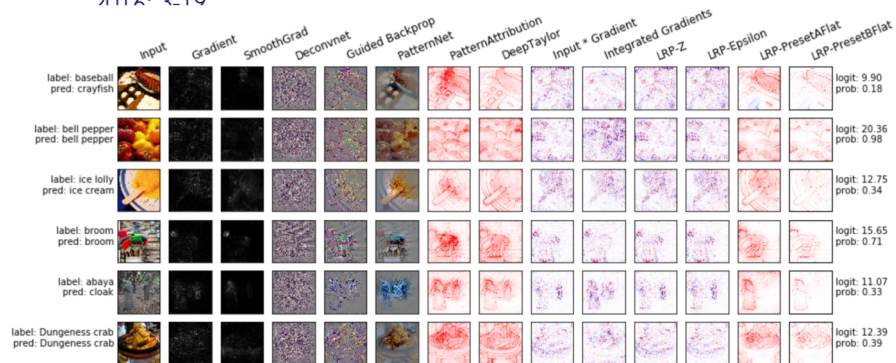 Input Gradient SmoothGrad Deconvnet Guided Backprop PatternNet PatternAttribution DeepTaylor Input * Gradient Integrated Gradients LRP-Z LRP-Epsilon LRP-PresetAFlat LRP-PresetBFlat
label: baseball
pred: crayfish
logit: 9.90
prob: 0.18
label: bell pepper
pred: bell pepper
logit: 20.36
prob: 0.98
label: ice lolly
pred: ice cream
logit: 12.75
prob: 0.34
label: broom
pred: broom
logit: 15.65
prob: 0.71
label: abaya
pred: cloak
logit: 11.07
prob: 0.33
label: Dungeness crab
pred: Dungeness crab
logit: 12.39
prob: 0.39